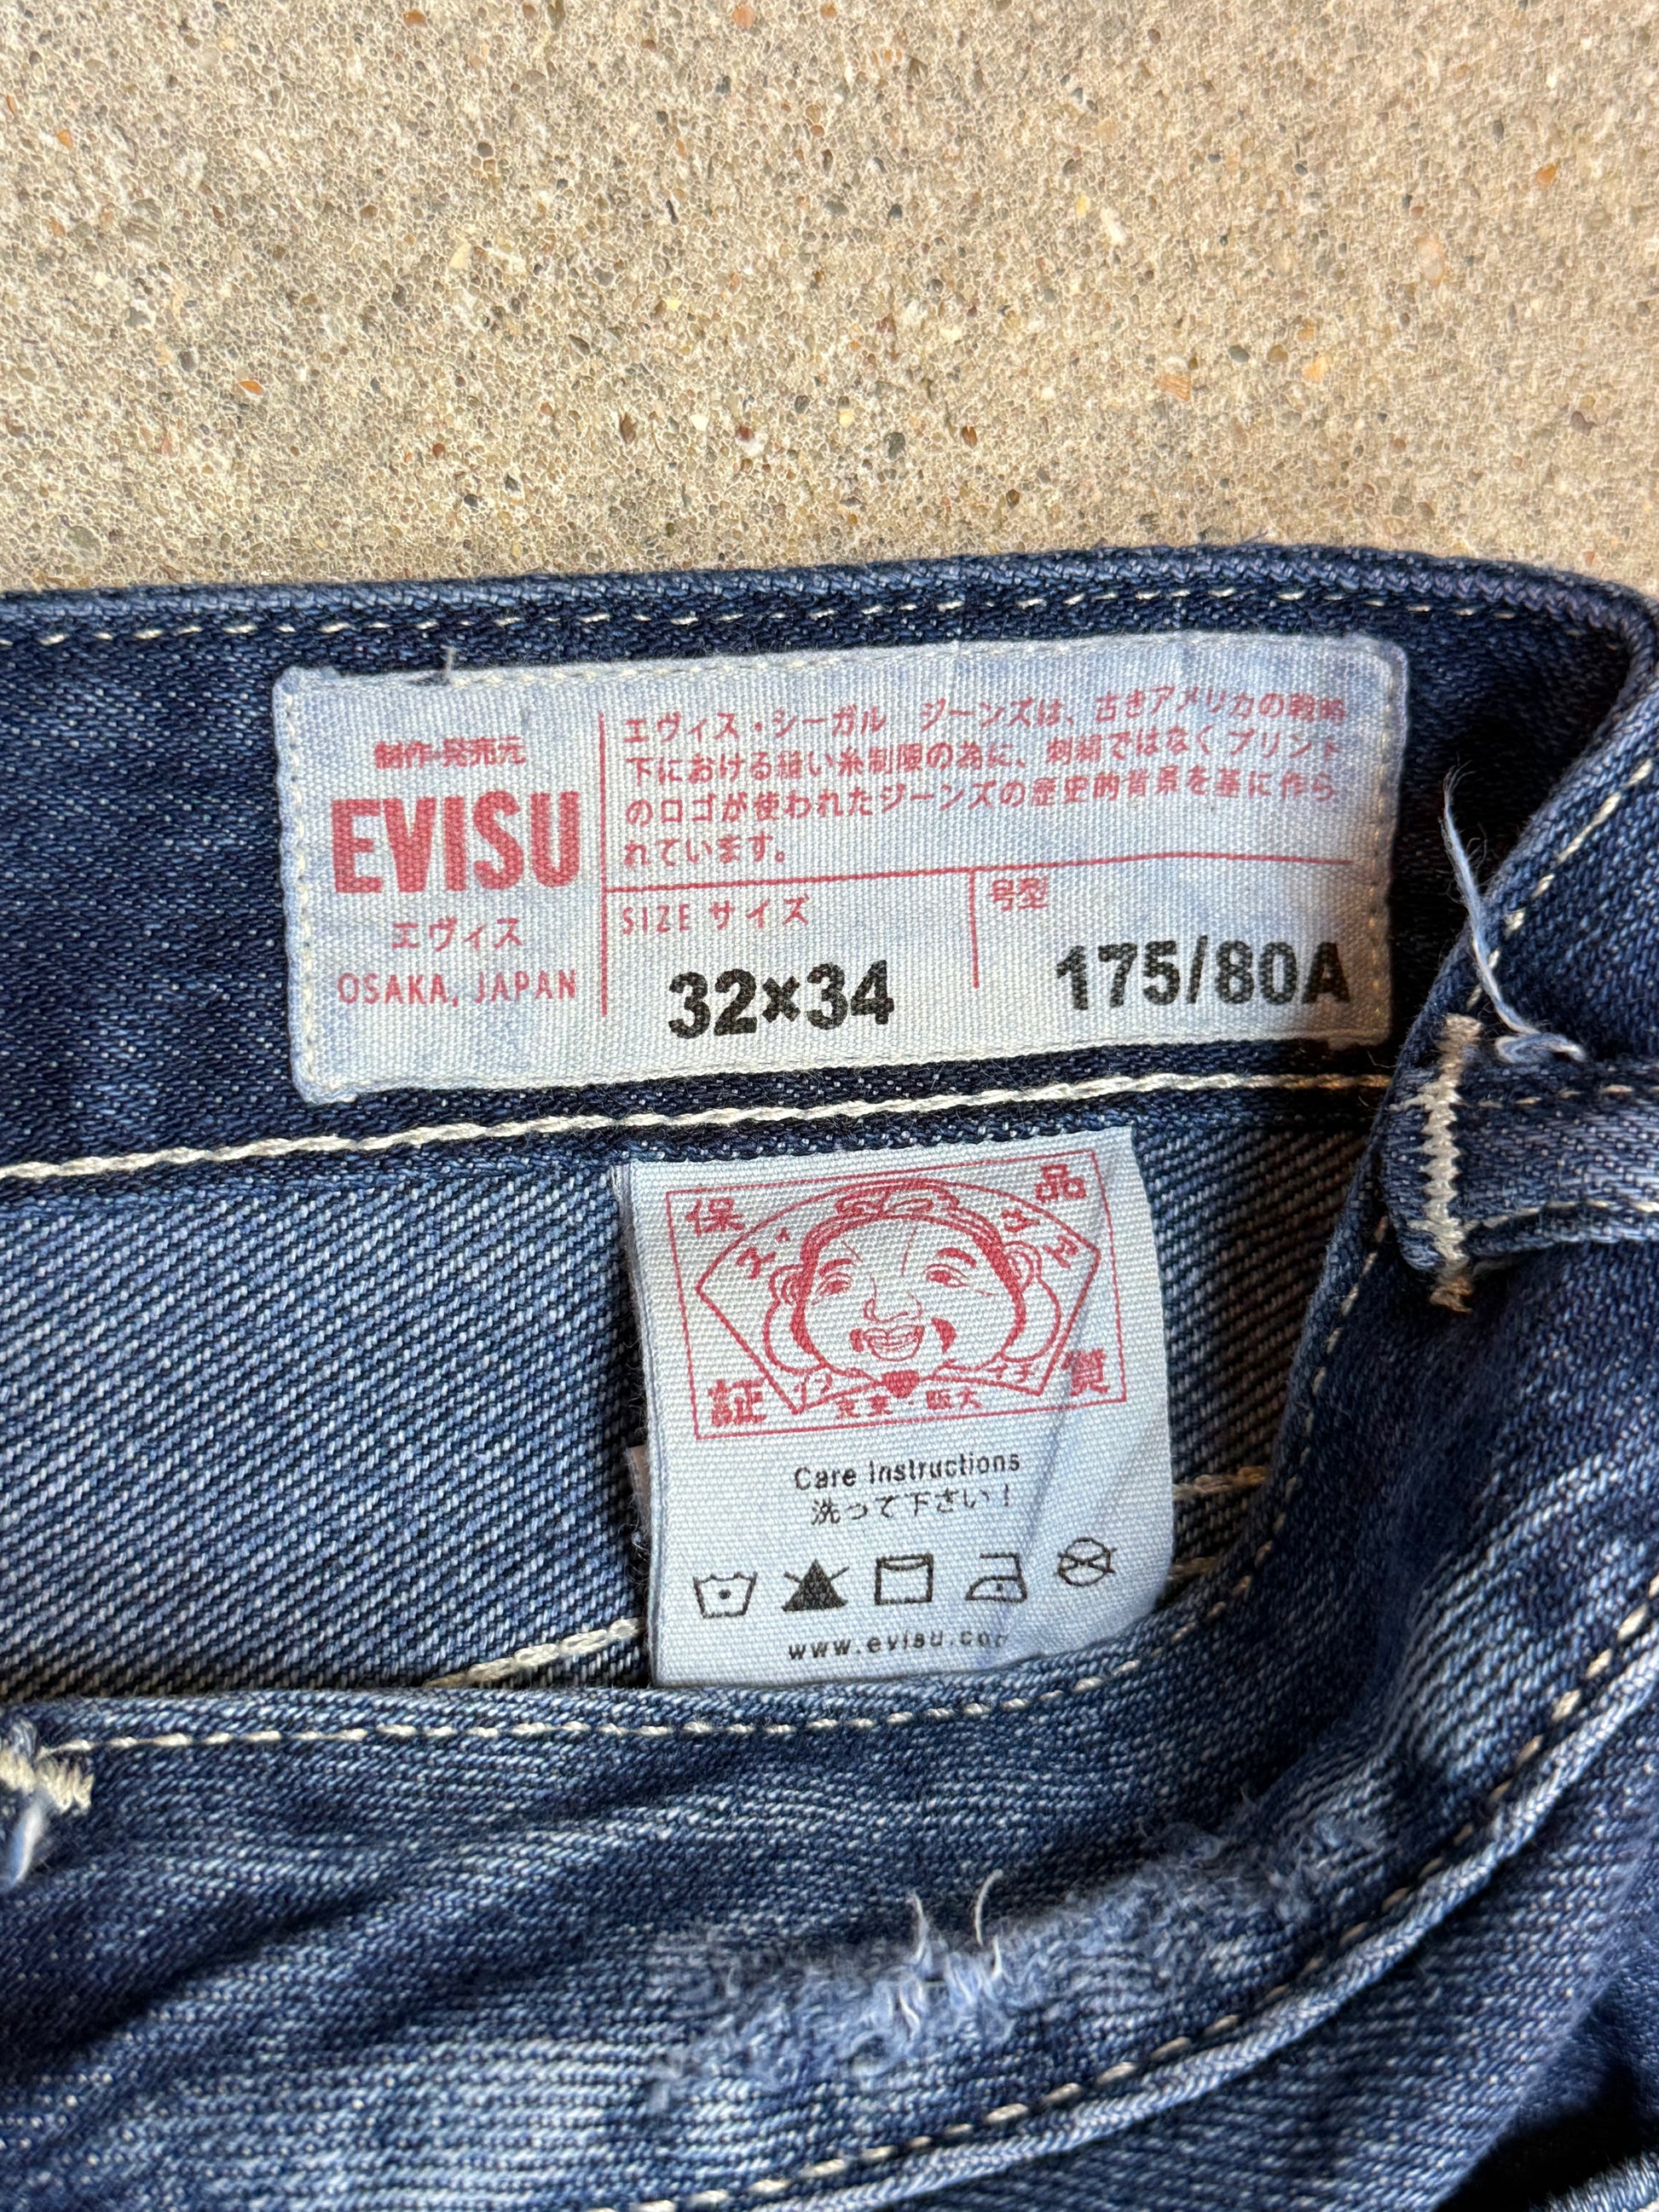 制作・発売元
EVISU
エヴィス
OSAKA, JAPAN
エヴィス・シーガル ジーンズは、古きアメリカの戦時
下における縫い糸制限の為に、刺繍ではなくプリント
のロゴが使われたジーンズの歴史的背景を基に作ら
れています。
SIZE サイズ
32×34
号型
175/80A
保 品
証 質
大阪・東京
Care Instructions
洗って下さい！
www.evisu.co